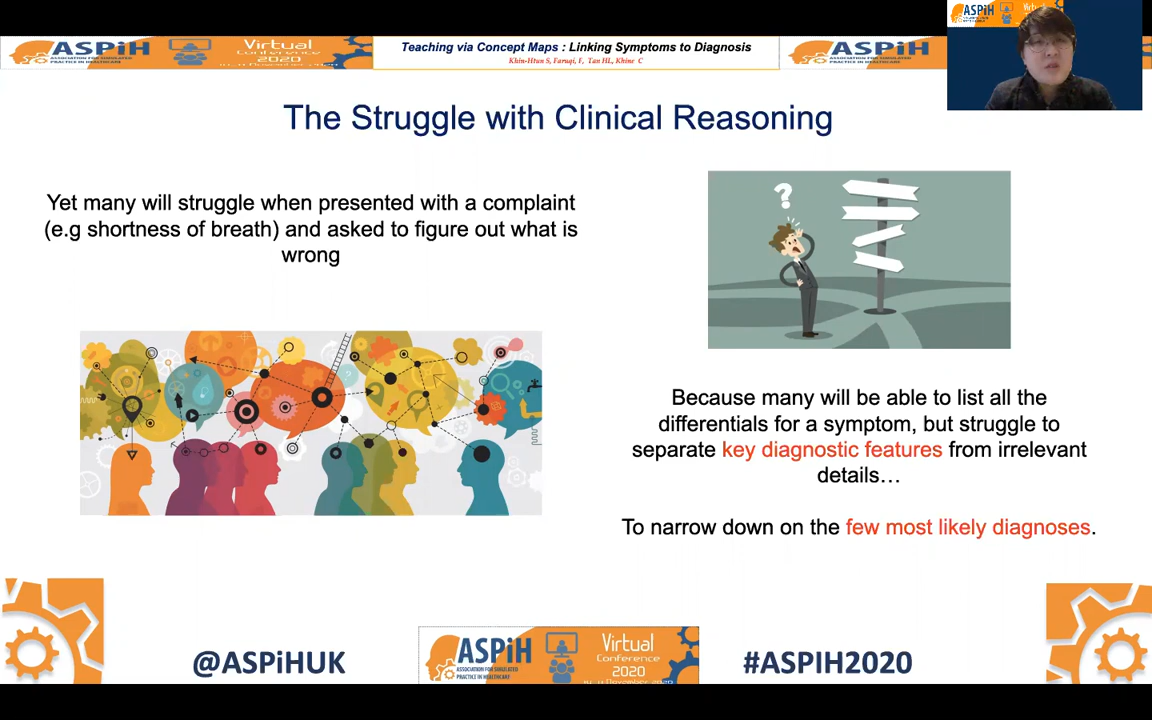 ASPiH
ASSOCIATION FOR SIMULATED
PRACTICE IN HEALTHCARE
Virtual
Conference
2020
Teaching via Concept Maps : Linking Symptoms to Diagnosis
Khin-Htun S, Faruqi, F, Tan HL, Khine C
ASPiH
ASSOCIATION FOR SIMULATED
PRACTICE IN HEALTHCARE
Virtual
ASPiH
Virtual
The Struggle with Clinical Reasoning
Yet many will struggle when presented with a complaint
(e.g shortness of breath) and asked to figure out what is
wrong
?
Because many will be able to list all the
differentials for a symptom, but struggle to
separate key diagnostic features from irrelevant
details…
To narrow down on the few most likely diagnoses.
@ASPiHUK
ASPiH
ASSOCIATION FOR SIMULATED
PRACTICE IN HEALTHCARE
Virtual
Conference
2020
#ASPIH2020